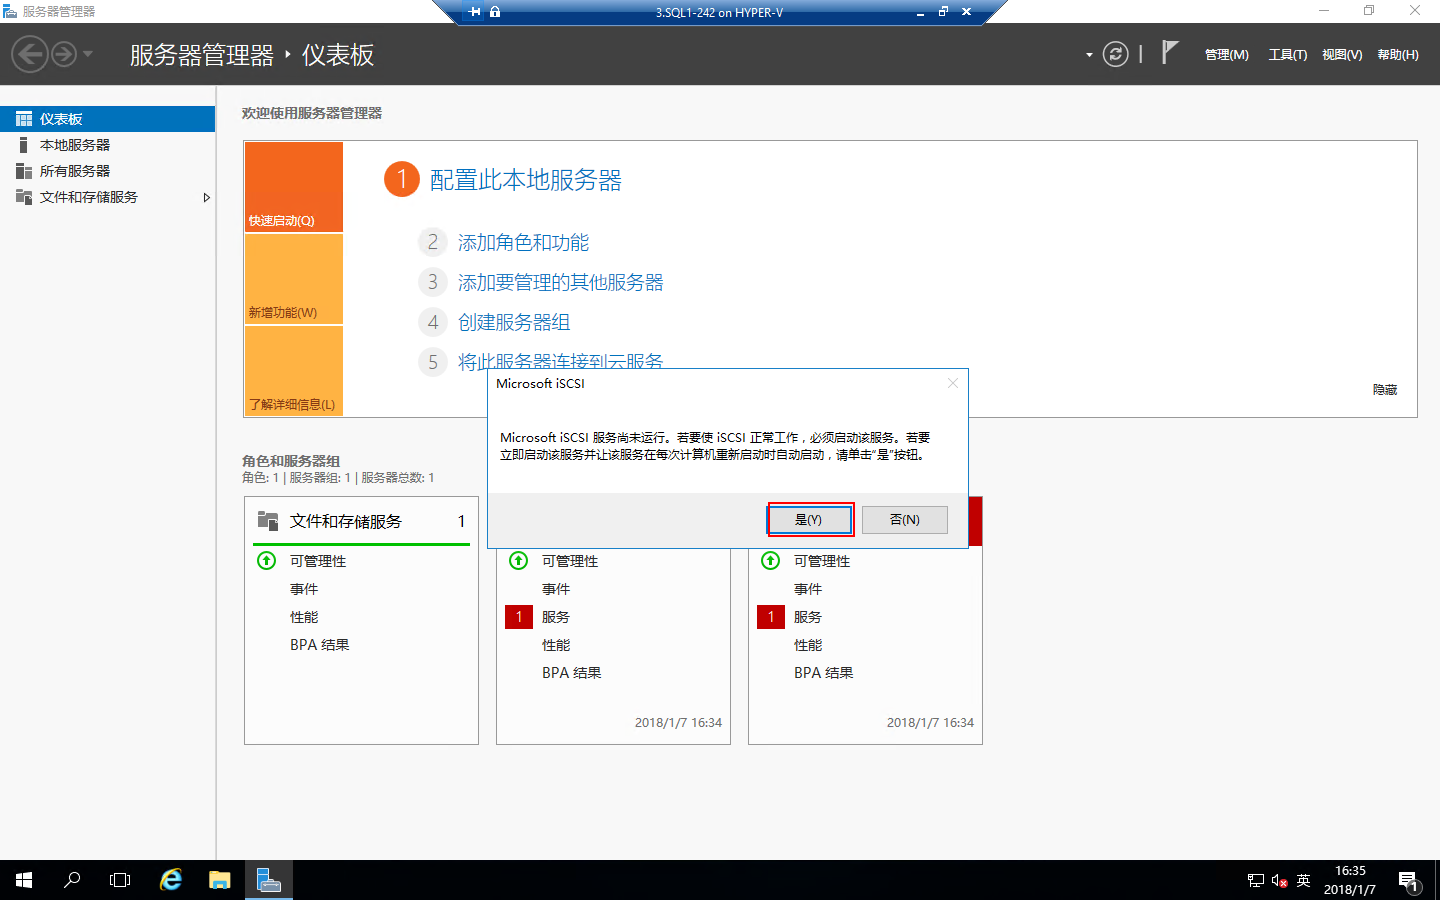 服务器管理器
3.SQL1-242 on HYPER-V
服务器管理器 · 仪表板
管理(M) 工具(T) 视图(V) 帮助(H)
仪表板
本地服务器
所有服务器
文件和存储服务
欢迎使用服务器管理器
快速启动(Q)
新增功能(W)
了解详细信息(L)
1 配置此本地服务器
2 添加角色和功能
3 添加要管理的其他服务器
4 创建服务器组
5 将此服务器连接到云服务
隐藏
Microsoft iSCSI
Microsoft iSCSI 服务尚未运行。若要使 iSCSI 正常工作，必须启动该服务。若要
立即启动该服务并让该服务在每次计算机重新启动时自动启动，请单击“是”按钮。
是(Y) 否(N)
角色和服务器组
角色: 1 | 服务器组: 1 | 服务器总数: 1
文件和存储服务 1
可管理性
事件
性能
BPA 结果
可管理性
事件
1 服务
性能
BPA 结果
2018/1/7 16:34
可管理性
事件
1 服务
性能
BPA 结果
2018/1/7 16:34
英
16:35
2018/1/7
1